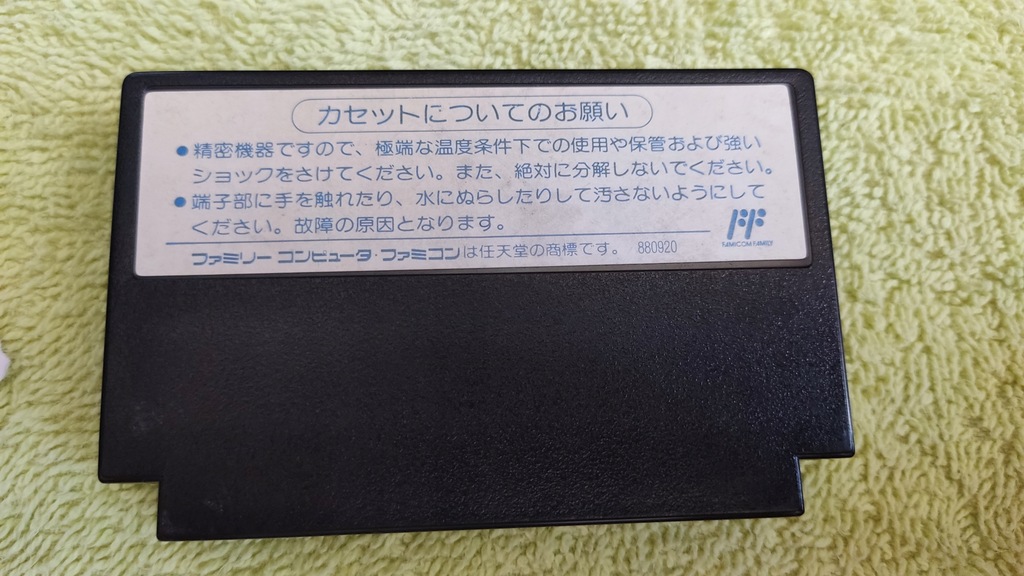 カセットについてのお願い
●精密機器ですので、極端な温度条件下での使用や保管および強い
ショックをさけてください。また、絶対に分解しないでください。
●端子部に手を触れたり、水にぬらしたりして汚さないようにして
ください。故障の原因となります。
FAMICOM FAMILY
ファミリー コンピュータ・ファミコンは任天堂の商標です。 880920